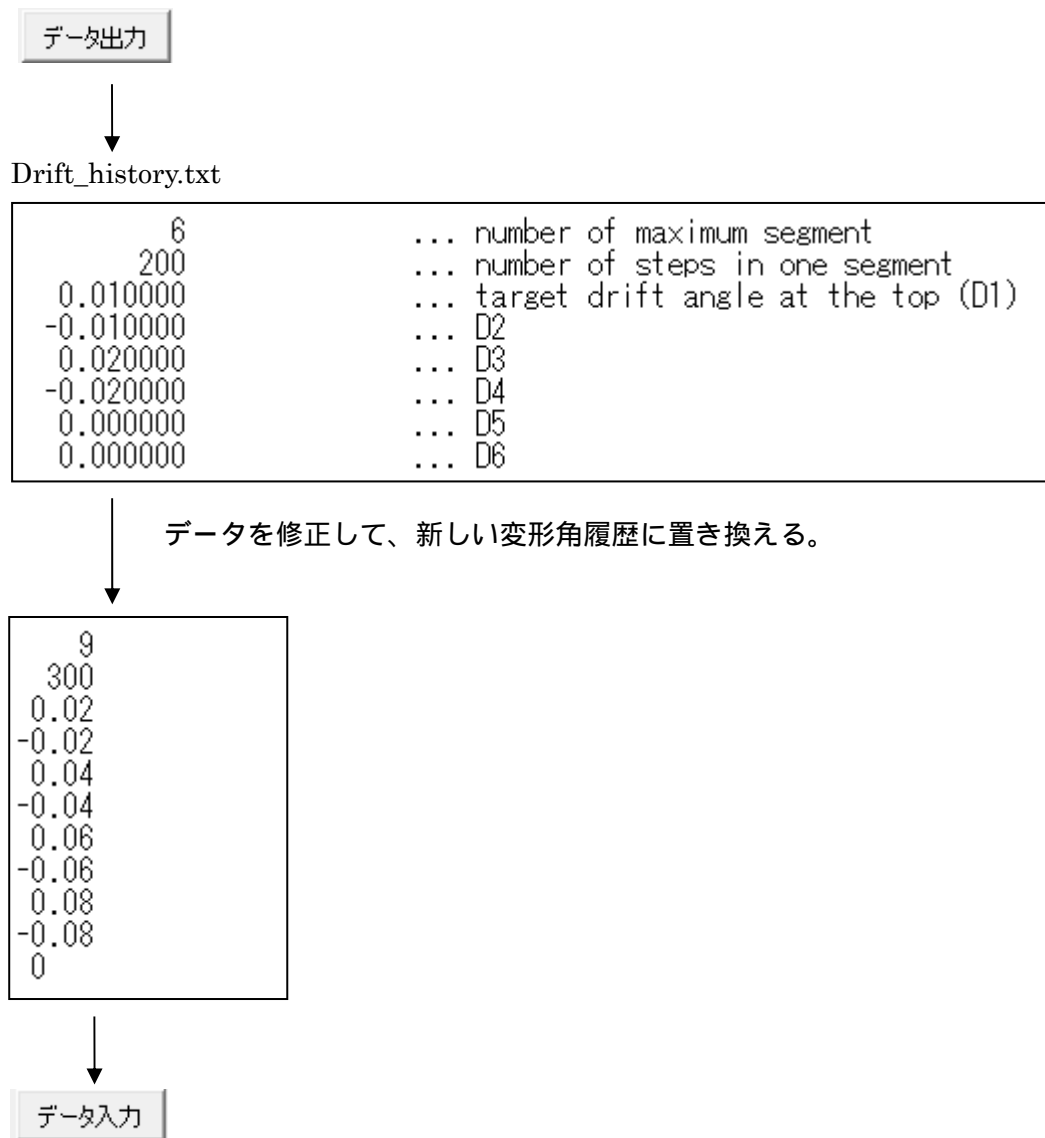 データ出力
Drift_history.txt
6 ... number of maximum segment
200 ... number of steps in one segment
0.010000 ... target drift angle at the top (D1)
-0.010000 ... D2
0.020000 ... D3
-0.020000 ... D4
0.000000 ... D5
0.000000 ... D6
データを修正して、新しい変形角履歴に置き換える。
9
300
0.02
-0.02
0.04
-0.04
0.06
-0.06
0.08
-0.08
0
データ入力